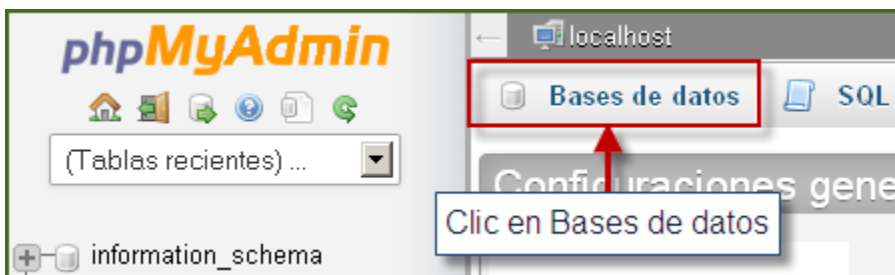 phpMyAdmin
(Tablas recientes) ...
information_schema
localhost
Bases de datos
SQL
Configuraciones gene
Clic en Bases de datos